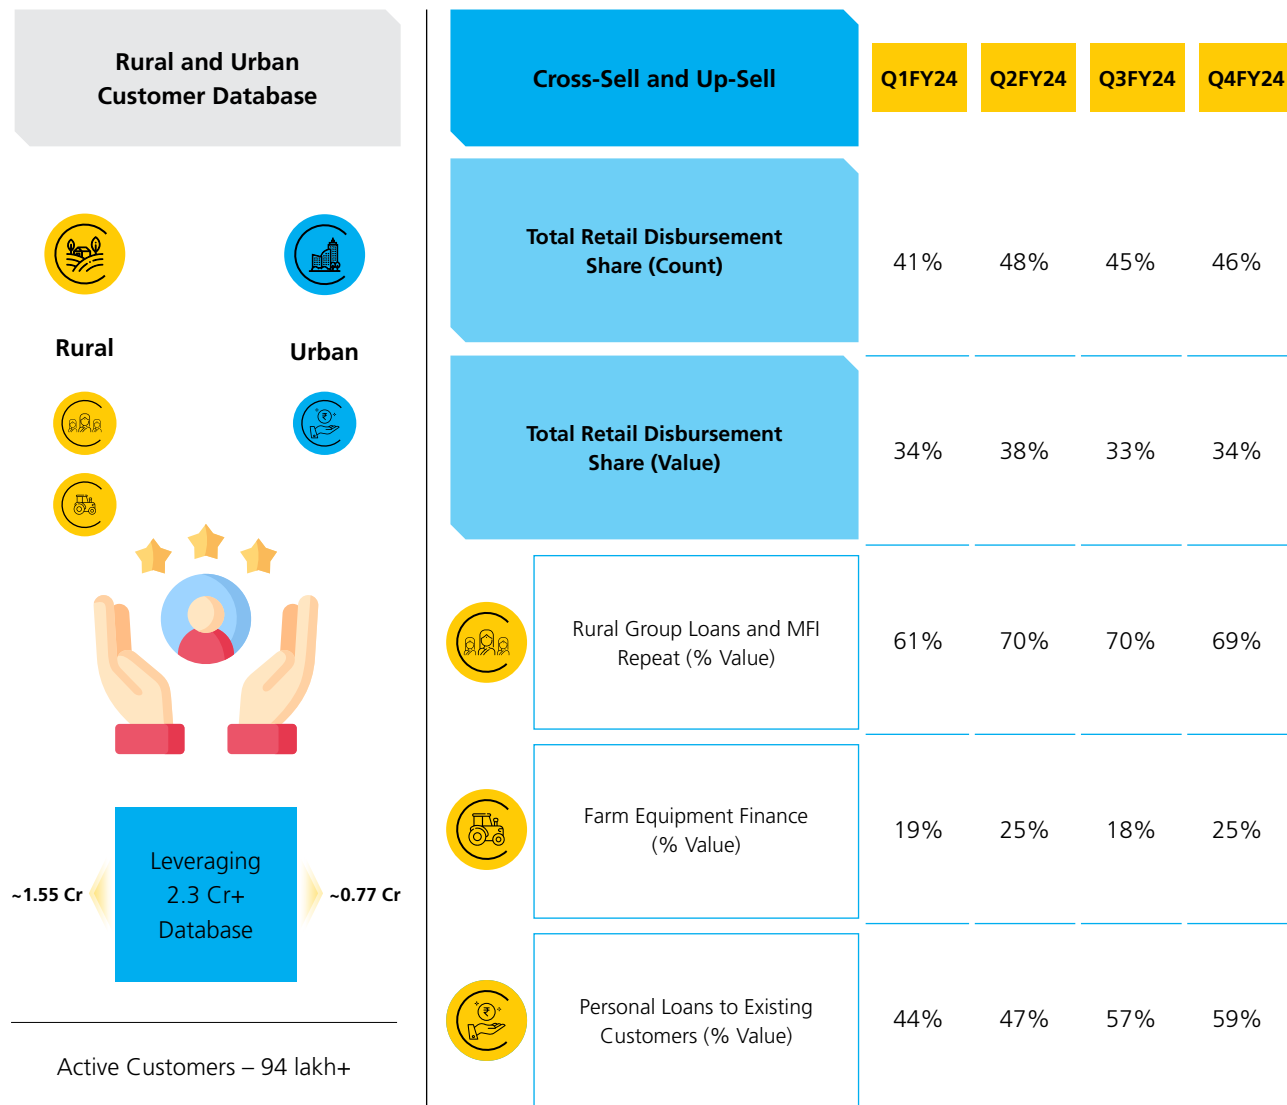 Rural and Urban
Customer Database
Rural
Urban
~1.55 Cr
Leveraging
2.3 Cr+
Database
~0.77 Cr
Active Customers – 94 lakh+
Cross-Sell and Up-Sell
Q1FY24 Q2FY24 Q3FY24 Q4FY24
Total Retail Disbursement
Share (Count)
41% 48% 45% 46%
Total Retail Disbursement
Share (Value)
34% 38% 33% 34%
Rural Group Loans and MFI
Repeat (% Value)
61% 70% 70% 69%
Farm Equipment Finance
(% Value)
19% 25% 18% 25%
Personal Loans to Existing
Customers (% Value)
44% 47% 57% 59%